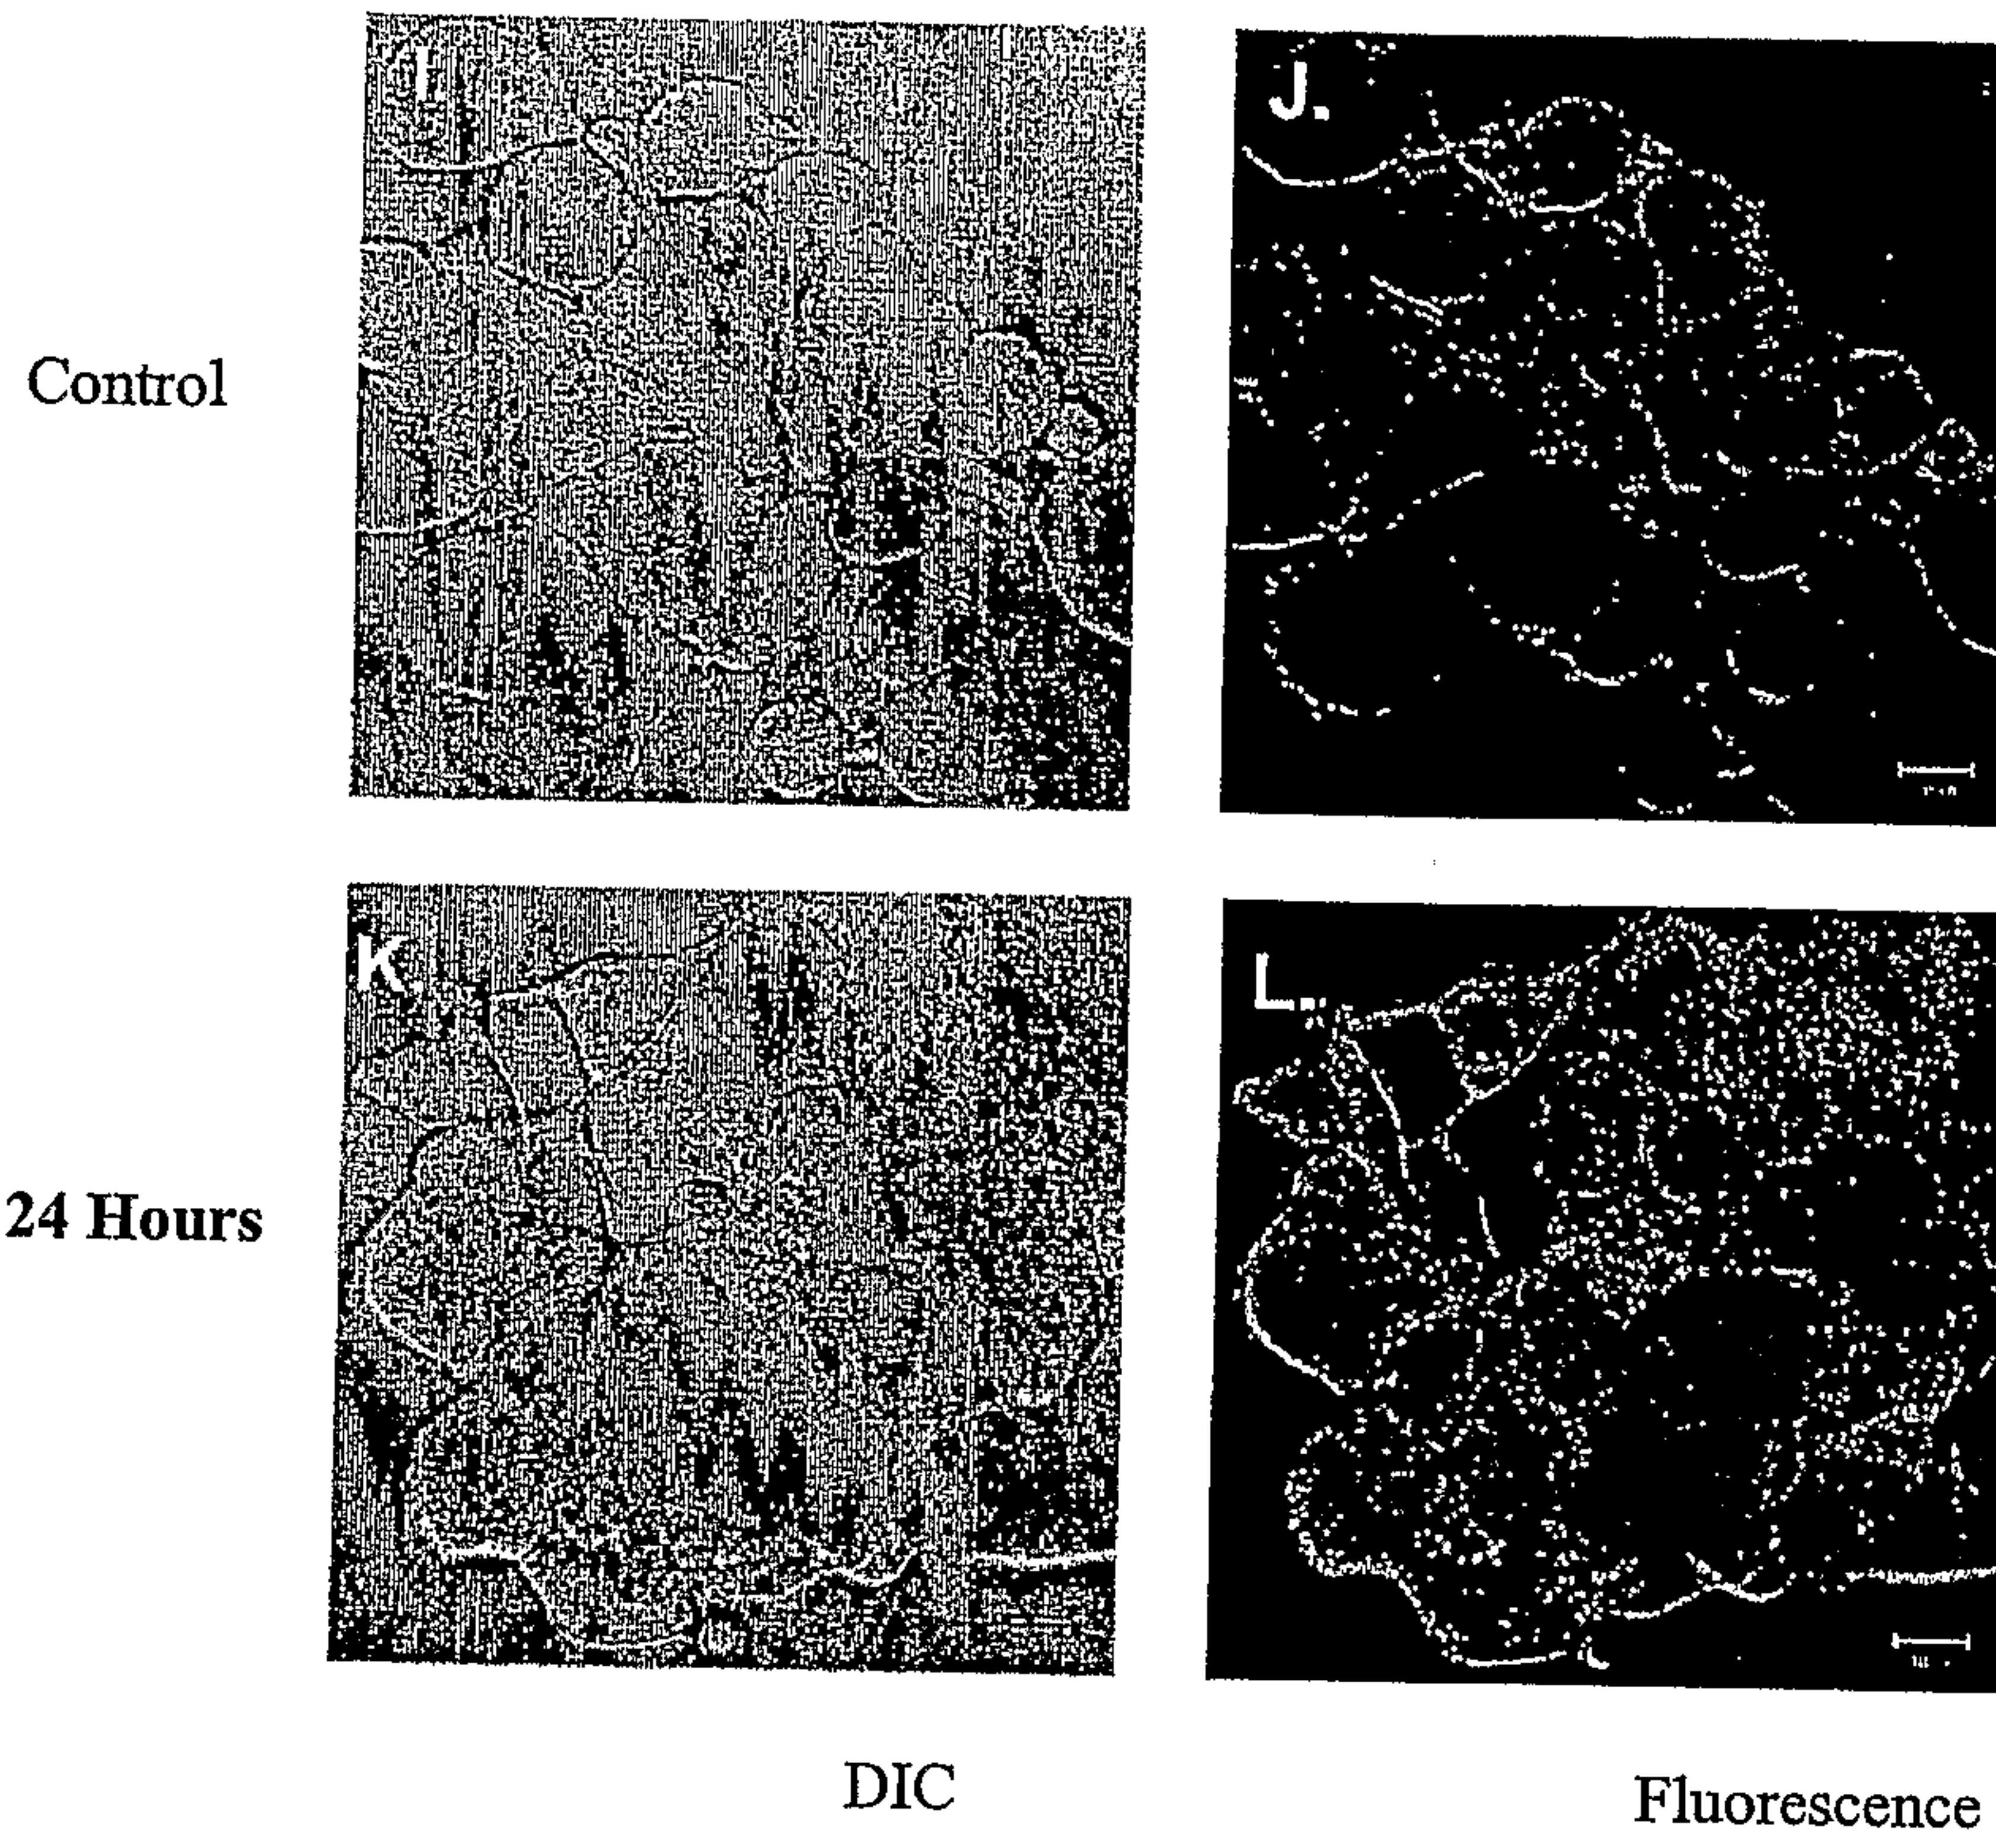 I.
J.
Control
K.
L.
24 Hours
DIC
Fluorescence